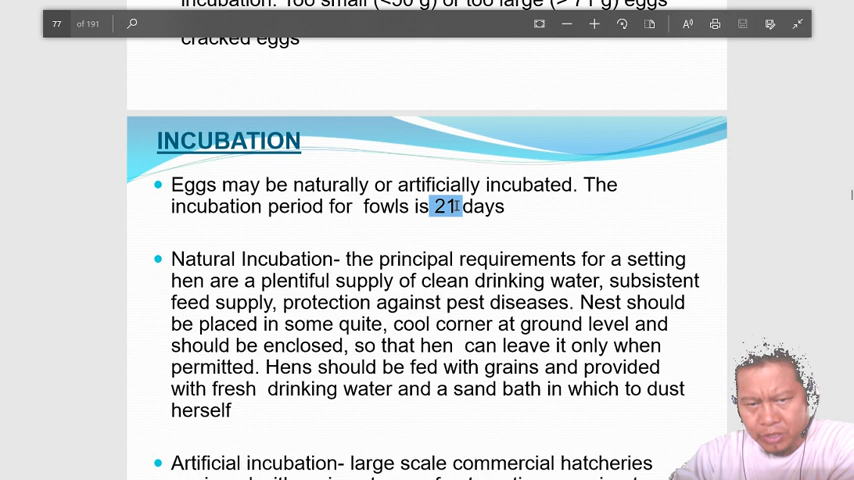 incubation. Too small (<50 g) or too large (> 71 g) eggs
77 of 191
cracked eggs
INCUBATION
• Eggs may be naturally or artificially incubated. The
incubation period for fowls is 21 days
• Natural Incubation- the principal requirements for a setting
hen are a plentiful supply of clean drinking water, subsistent
feed supply, protection against pest diseases. Nest should
be placed in some quite, cool corner at ground level and
should be enclosed, so that hen can leave it only when
permitted. Hens should be fed with grains and provided
with fresh drinking water and a sand bath in which to dust
herself
• Artificial incubation- large scale commercial hatcheries